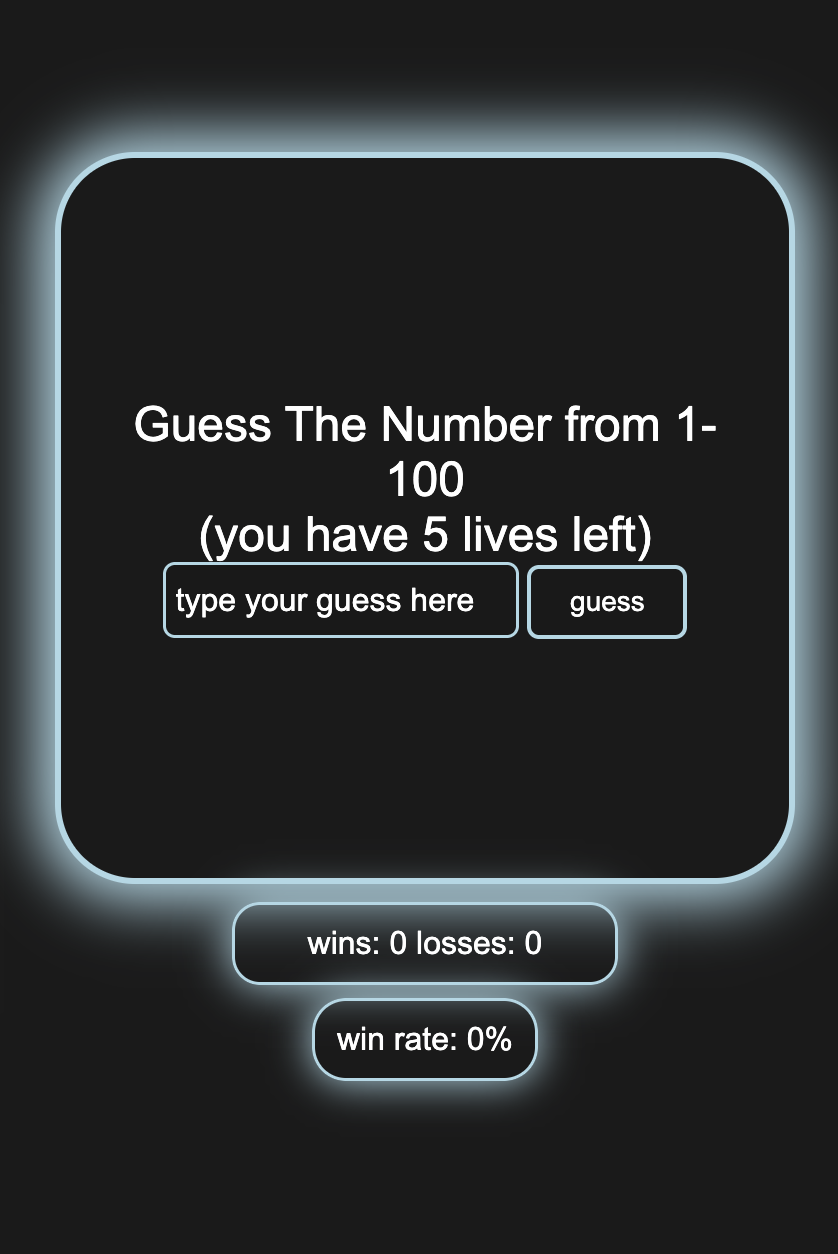 Guess The Number from 1-
100
(you have 5 lives left)
type your guess here
guess
wins: 0 losses: 0
win rate: 0%